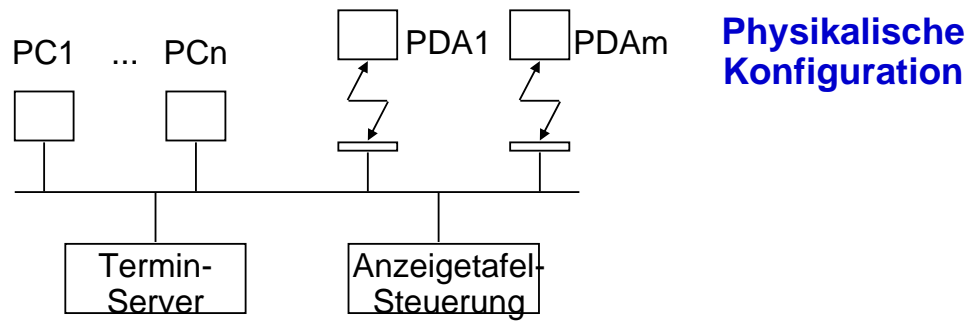 PC1 ... PCn
PDA1
PDAm
Physikalische
Konfiguration
Termin-
Server
Anzeigetafel-
Steuerung